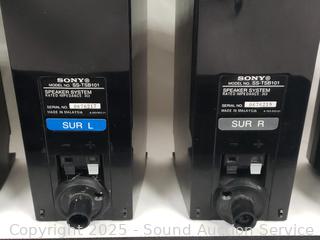 SONY®
MODEL NO. SS-TSB101
SPEAKER SYSTEM
RATED IMPEDANCE 3Ω
SERIAL NO.
MADE IN MALAYSIA
SUR L
SONY®
MODEL NO. SS-TSB101
SPEAKER SYSTEM
RATED IMPEDANCE 3Ω
SERIAL NO.
MADE IN MALAYSIA
SUR R
Copyright © 2025 - Sound Broker Auction Service